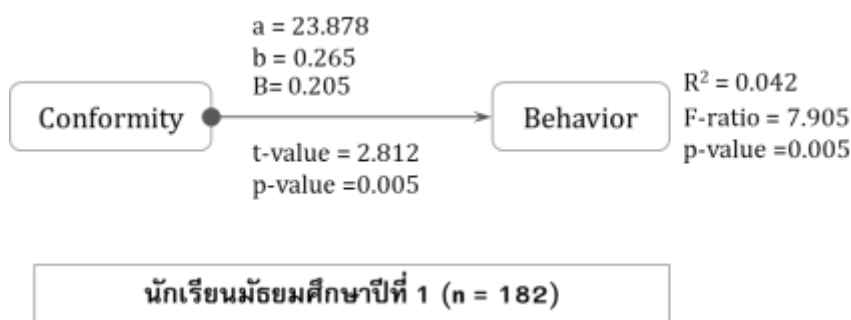 a = 23.878
b = 0.265
B= 0.205
Conformity
Behavior
R² = 0.042
F-ratio = 7.905
p-value =0.005
t-value = 2.812
p-value =0.005
นักเรียนมัธยมศึกษาปีที่ 1 (n = 182)